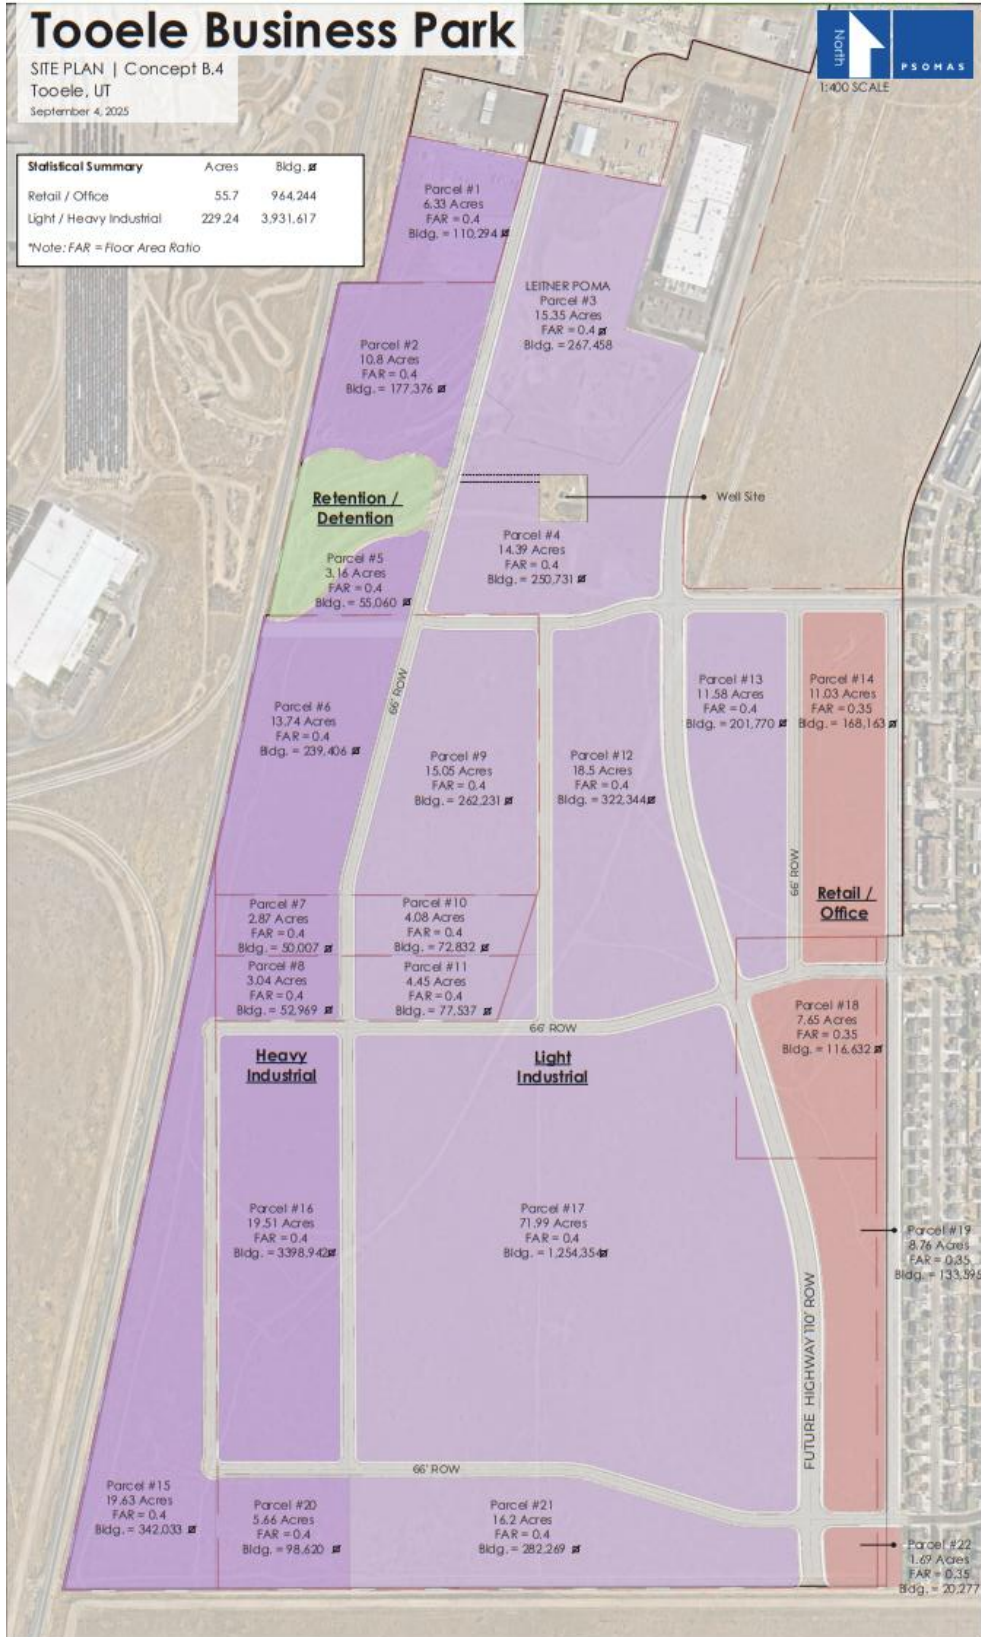 Tooele Business Park
SITE PLAN | Concept B.4
Tooele, UT
September 4, 2025
North
PSOMAS
1:400 SCALE
Statistical Summary Acres Bldg.
Retail / Office 55.7 964,244
Light / Heavy Industrial 229.24 3,931,617
*Note: FAR = Floor Area Ratio
Parcel #1
6.33 Acres
FAR = 0.4
Bldg. = 110,294
LEITNER POMA
Parcel #3
15.35 Acres
FAR = 0.4
Bldg. = 267,458
Parcel #2
10.8 Acres
FAR = 0.4
Bldg. = 177,376
Retention /
Detention
Well Site
Parcel #4
14.39 Acres
FAR = 0.4
Bldg. = 250,731
Parcel #5
3.16 Acres
FAR = 0.4
Bldg. = 55,060
66' ROW
Parcel #6
13.74 Acres
FAR = 0.4
Bldg. = 239,406
Parcel #9
15.05 Acres
FAR = 0.4
Bldg. = 262,231
Parcel #12
18.5 Acres
FAR = 0.4
Bldg. = 322,344
Parcel #13
11.58 Acres
FAR = 0.4
Bldg. = 201,770
Parcel #14
11.03 Acres
FAR = 0.35
Bldg. = 168,163
66' ROW
Retail /
Office
Parcel #7
2.87 Acres
FAR = 0.4
Bldg. = 50,007
Parcel #10
4.08 Acres
FAR = 0.4
Bldg. = 72,832
Parcel #8
3.04 Acres
FAR = 0.4
Bldg. = 52,969
Parcel #11
4.45 Acres
FAR = 0.4
Bldg. = 77,537
66' ROW
Parcel #18
7.65 Acres
FAR = 0.35
Bldg. = 116,632
Heavy
Industrial
Light
Industrial
Parcel #16
19.51 Acres
FAR = 0.4
Bldg. = 3398,942
Parcel #17
71.99 Acres
FAR = 0.4
Bldg. = 1,254,354
Parcel #19
8.76 Acres
FAR = 0.35
Bldg. = 133,595
FUTURE HIGHWAY 110' ROW
66' ROW
Parcel #15
19.63 Acres
FAR = 0.4
Bldg. = 342,033
Parcel #20
5.66 Acres
FAR = 0.4
Bldg. = 98,620
Parcel #21
16.2 Acres
FAR = 0.4
Bldg. = 282,269
Parcel #22
1.69 Acres
FAR = 0.35
Bldg. = 20,277